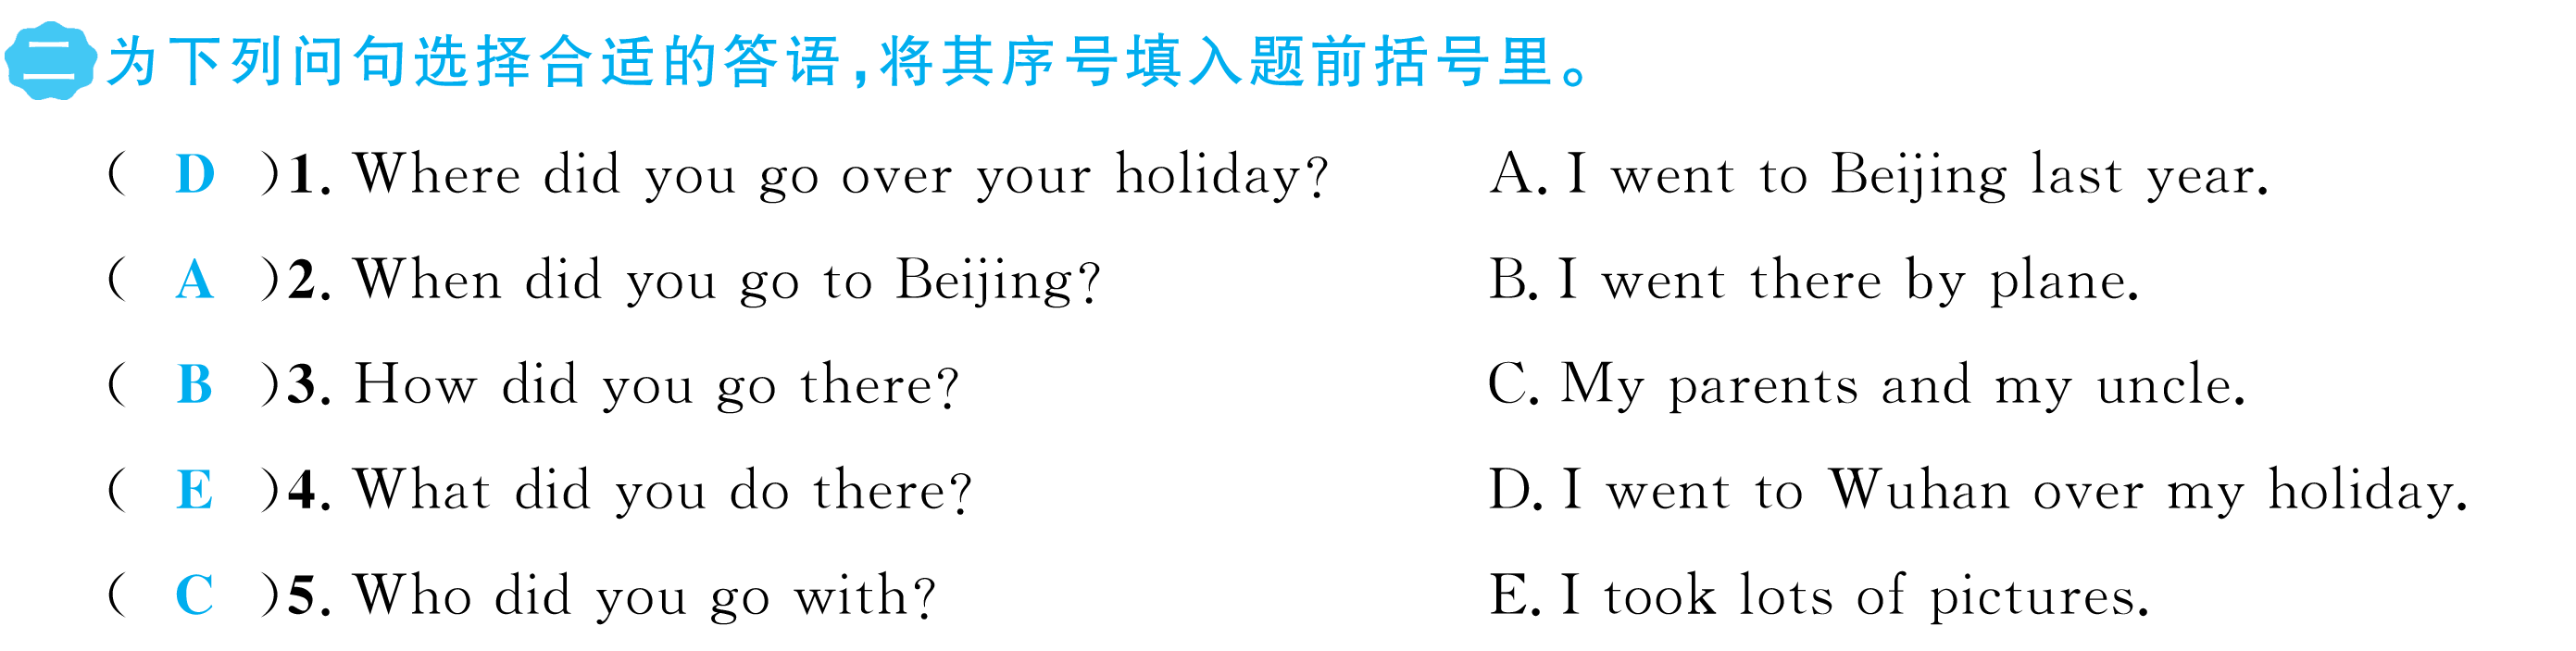 二 为下列问句选择合适的答语,将其序号填入题前括号里。
( D )1. Where did you go over your holiday? A. I went to Beijing last year.
( A )2. When did you go to Beijing? B. I went there by plane.
( B )3. How did you go there? C. My parents and my uncle.
( E )4. What did you do there? D. I went to Wuhan over my holiday.
( C )5. Who did you go with? E. I took lots of pictures.